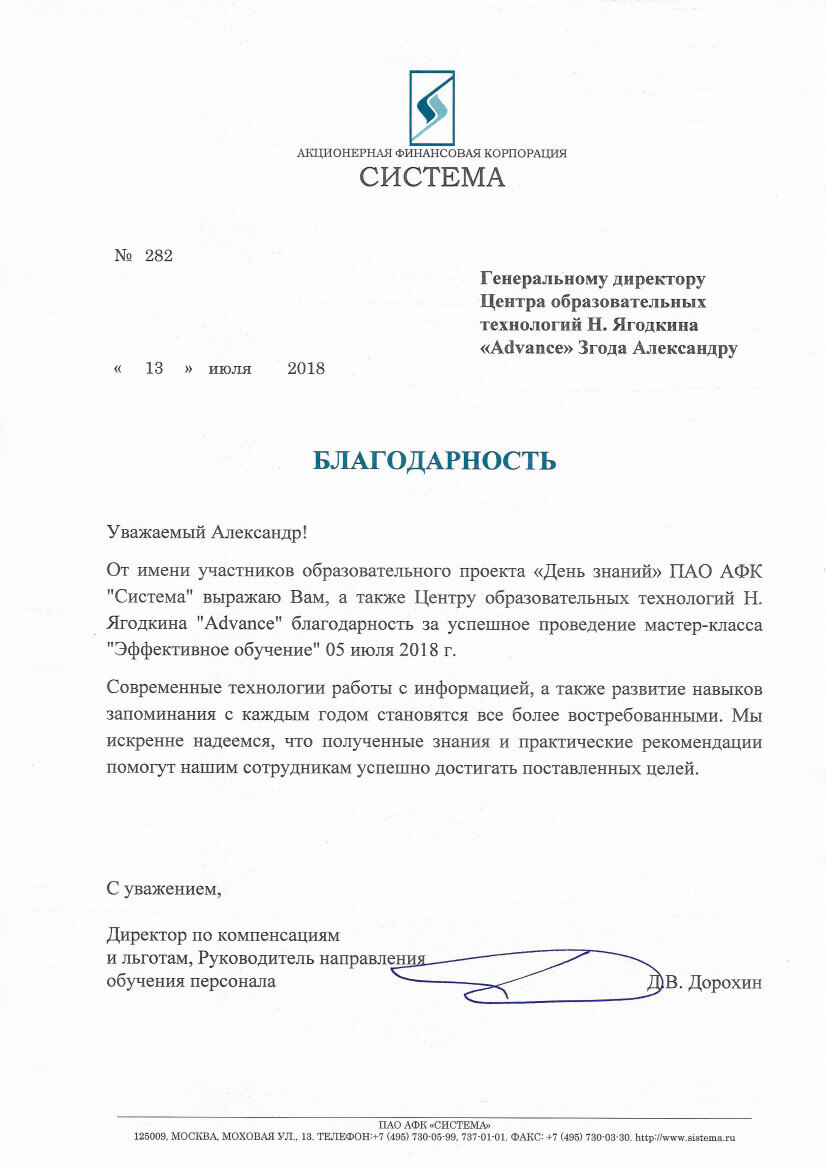 АКЦИОНЕРНАЯ ФИНАНСОВАЯ КОРПОРАЦИЯ
СИСТЕМА
№ 282
Генеральному директору
Центра образовательных
технологий Н. Ягодкина
«Advance» Згода Александру
« 13 » июля 2018
БЛАГОДАРНОСТЬ
Уважаемый Александр!
От имени участников образовательного проекта «День знаний» ПАО АФК
"Система" выражаю Вам, а также Центру образовательных технологий Н.
Ягодкина "Advance" благодарность за успешное проведение мастер-класса
"Эффективное обучение" 05 июля 2018 г.
Современные технологии работы с информацией, а также развитие навыков
запоминания с каждым годом становятся все более востребованными. Мы
искренне надеемся, что полученные знания и практические рекомендации
помогут нашим сотрудникам успешно достигать поставленных целей.
С уважением,
Директор по компенсациям
и льготам, Руководитель направления
обучения персонала
Д.В. Дорохин
ПАО АФК «СИСТЕМА»
125009, МОСКВА, МОХОВАЯ УЛ., 13. ТЕЛЕФОН:+7 (495) 730-05-99, 737-01-01. ФАКС: +7 (495) 730-03-30. http://www.sistema.ru